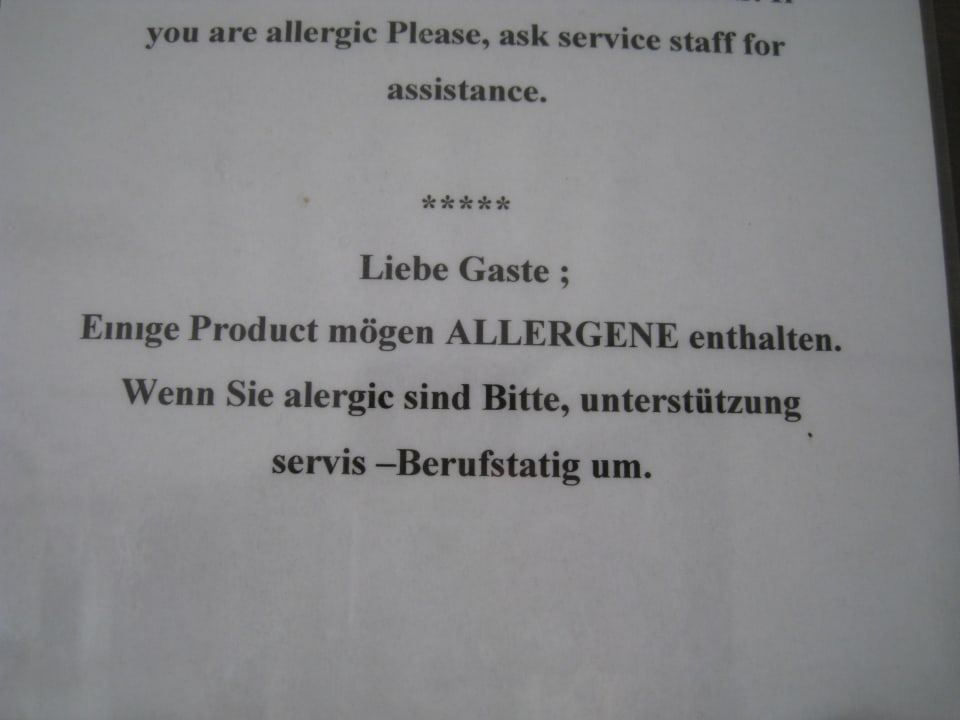 you are allergic Please, ask service staff for
assistance.
*****
Liebe Gaste ;
Eınıge Product mögen ALLERGENE enthalten.
Wenn Sie alergic sind Bitte, unterstützung
servis –Berufstatig um.